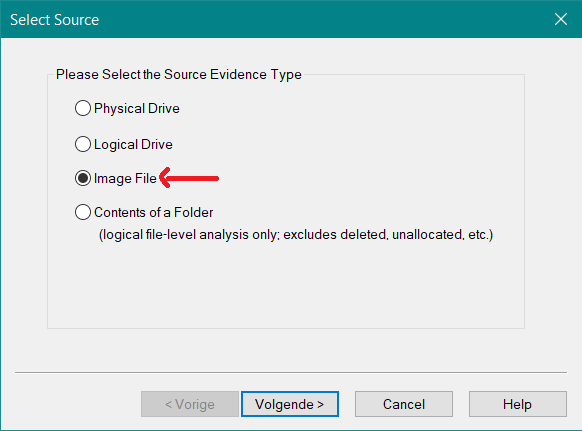 Select Source
Please Select the Source Evidence Type
Physical Drive
Logical Drive
Image File
Contents of a Folder
(logical file-level analysis only; excludes deleted, unallocated, etc.)
< Vorige Volgende > Cancel Help